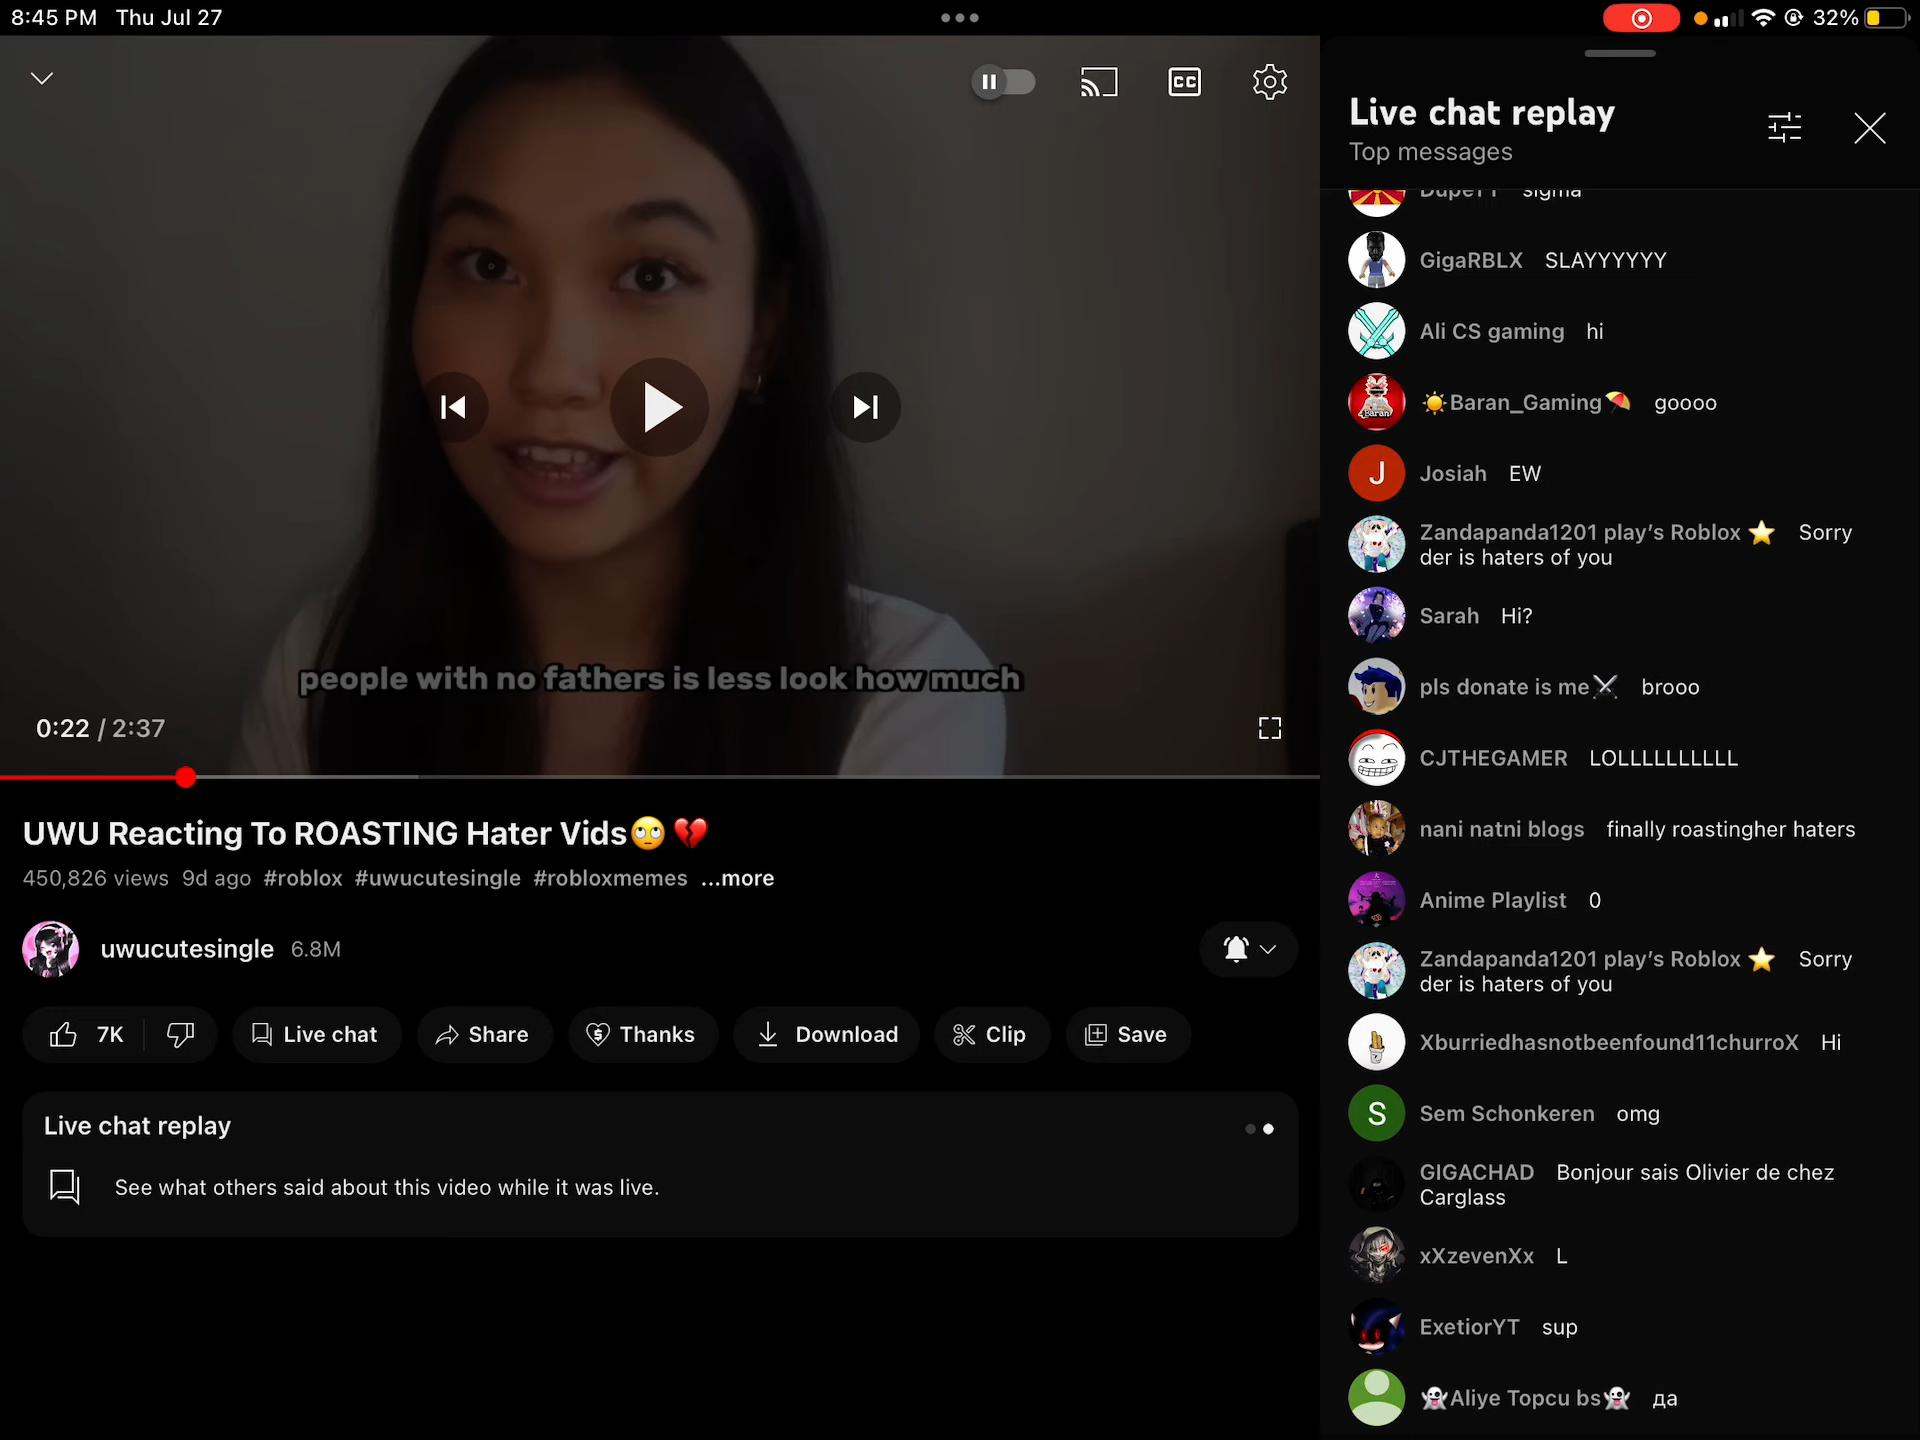 8:45 PM Thu Jul 27
32%
CC
people with no fathers is less look how much
0:22 / 2:37
UWU Reacting To ROASTING Hater Vids🙄 💔
450,826 views 9d ago #roblox #uwucutesingle #robloxmemes ...more
uwucutesingle 6.8M
7K Live chat Share Thanks Download Clip Save
Live chat replay
See what others said about this video while it was live.
Live chat replay
Top messages
sigma
GigaRBLX SLAYYYYYY
Ali CS gaming hi
☀️Baran_Gaming⛱️ goooo
J Josiah EW
Zandapanda1201 play's Roblox ⭐ Sorry
der is haters of you
Sarah Hi?
pls donate is me⚔️ brooo
CJTHEGAMER LOLLLLLLLLLL
nani natni blogs finally roastingher haters
Anime Playlist 0
Zandapanda1201 play's Roblox ⭐ Sorry
der is haters of you
Xburriedhasnotbeenfound 11churroX Hi
S Sem Schonkeren omg
GIGACHAD Bonjour sais Olivier de chez
Carglass
xXzevenXx L
ExetiorYT sup
👻Aliye Topcu bs👻 да